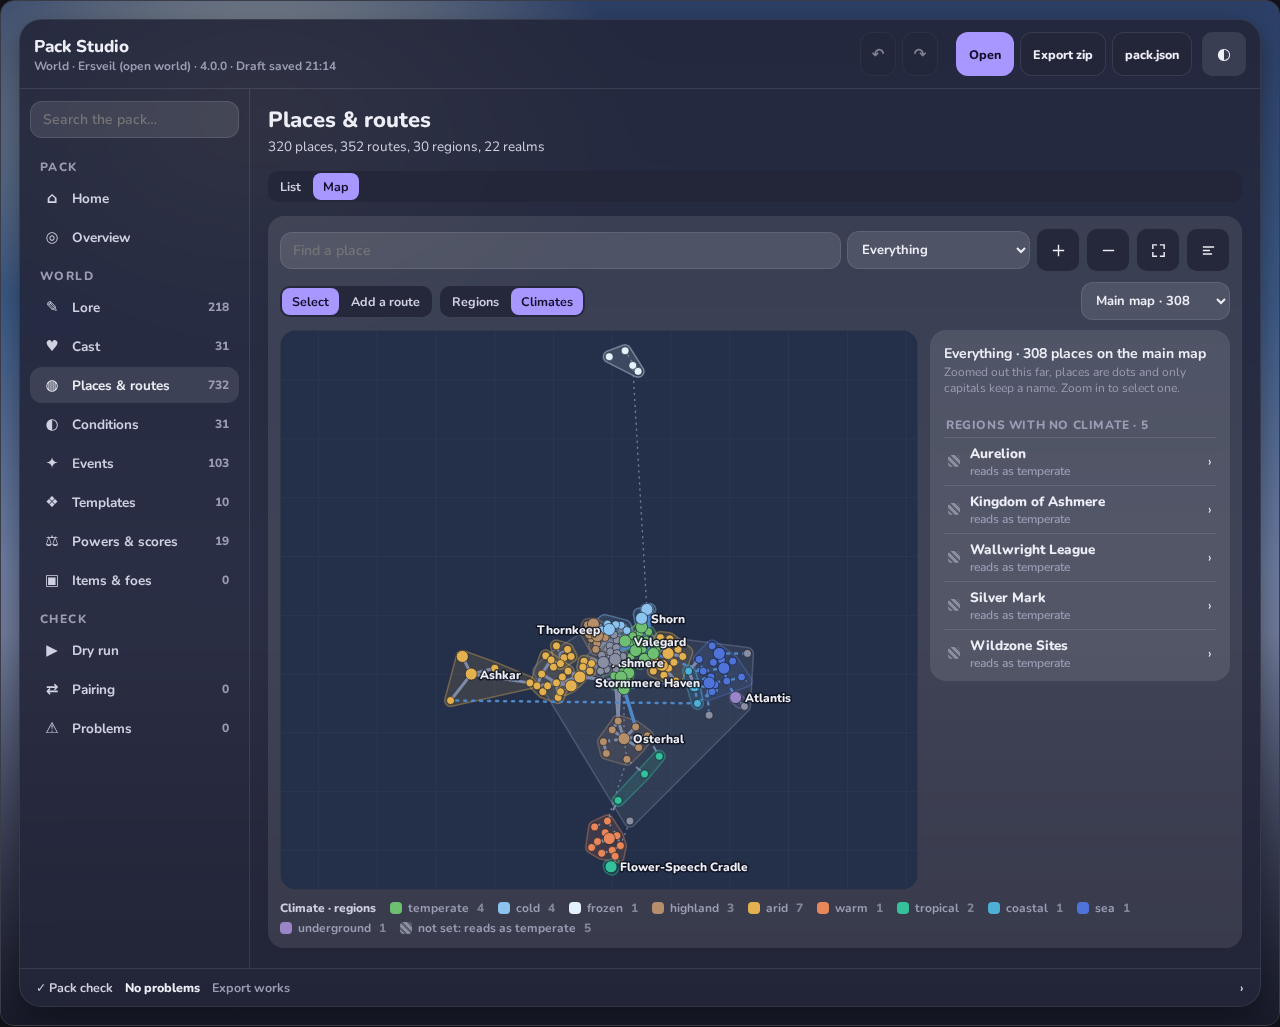 Pack Studio
World · Ersveil (open world) · 4.0.0 · Draft saved 21:14
Open
Export zip
pack.json
Search the pack...
PACK
Home
Overview
WORLD
Lore 218
Cast 31
Places & routes 732
Conditions 31
Events 103
Templates 10
Powers & scores 19
Items & foes 0
CHECK
Dry run
Pairing 0
Problems 0
Places & routes
320 places, 352 routes, 30 regions, 22 realms
List Map
Find a place
Everything
Select Add a route Regions Climates
Main map · 308
Shorn
Thornkeep
Valegard
shmere
Ashkar
Stormmere Haven
Atlantis
Osterhal
Flower-Speech Cradle
Everything · 308 places on the main map
Zoomed out this far, places are dots and only
capitals keep a name. Zoom in to select one.
REGIONS WITH NO CLIMATE · 5
Aurelion
reads as temperate
Kingdom of Ashmere
reads as temperate
Wallwright League
reads as temperate
Silver Mark
reads as temperate
Wildzone Sites
reads as temperate
Climate · regions temperate 4 cold 4 frozen 1 highland 3 arid 7 warm 1 tropical 2 coastal 1 sea 1
underground 1 not set: reads as temperate 5
✓ Pack check No problems Export works